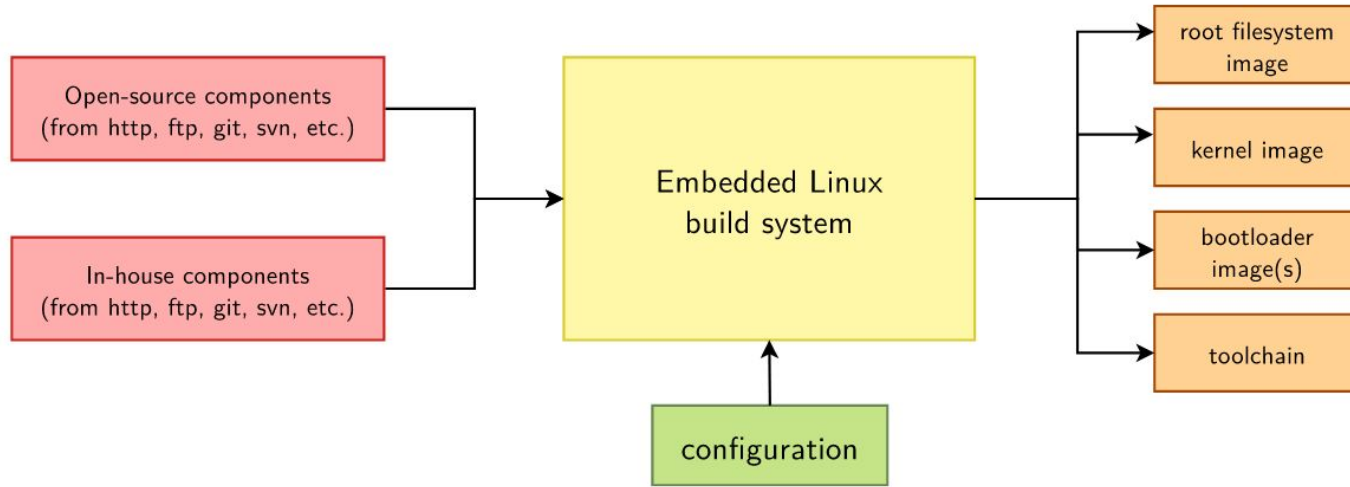 Open-source components
(from http, ftp, git, svn, etc.)
In-house components
(from http, ftp, git, svn, etc.)
Embedded Linux
build system
configuration
root filesystem
image
kernel image
bootloader
image(s)
toolchain